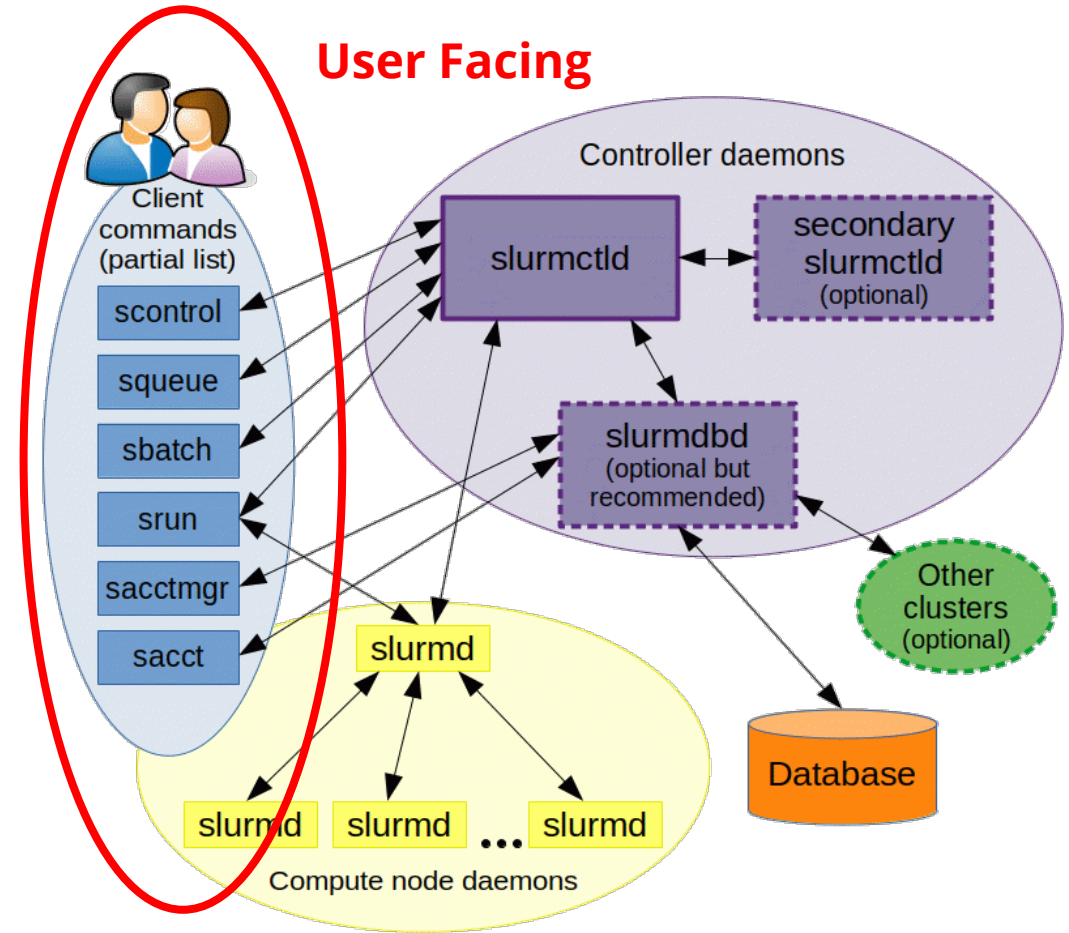 User Facing
Client
commands
(partial list)
scontrol
squeue
sbatch
srun
sacctmgr
sacct
Controller daemons
slurmctld
secondary
slurmctld
(optional)
slurmdbd
(optional but
recommended)
Other
clusters
(optional)
Database
slurmd
slurmd
slurmd
...
slurmd
Compute node daemons